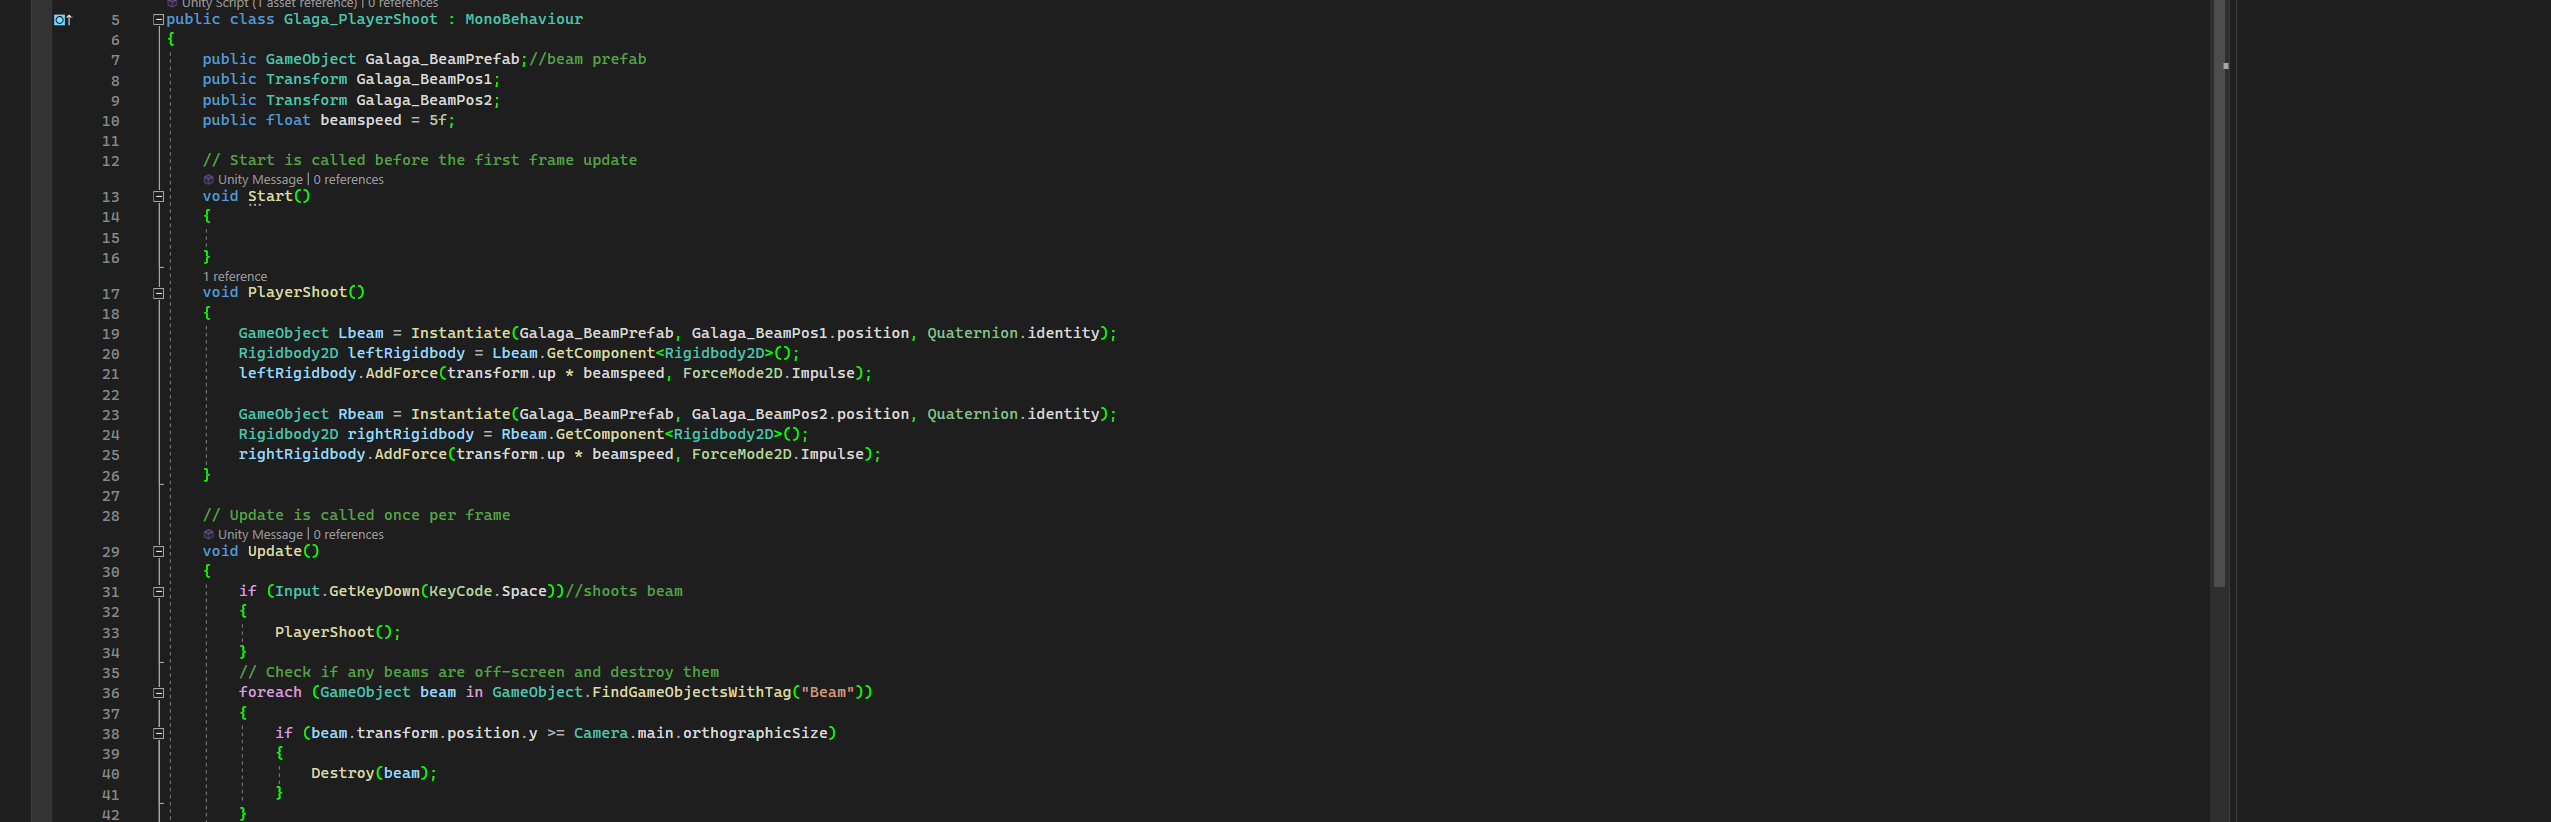 Unity Script (1 asset reference) | 0 references
5 public class Glaga_PlayerShoot : MonoBehaviour
6 {
7 public GameObject Galaga_BeamPrefab;//beam prefab
8 public Transform Galaga_BeamPos1;
9 public Transform Galaga_BeamPos2;
10 public float beamspeed = 5f;
11
12 // Start is called before the first frame update
Unity Message | 0 references
13 void Start()
14 {
15
16 }
1 reference
17 void PlayerShoot()
18 {
19 GameObject Lbeam = Instantiate(Galaga_BeamPrefab, Galaga_BeamPos1.position, Quaternion.identity);
20 Rigidbody2D leftRigidbody = Lbeam.GetComponent<Rigidbody2D>();
21 leftRigidbody.AddForce(transform.up * beamspeed, ForceMode2D.Impulse);
22
23 GameObject Rbeam = Instantiate(Galaga_BeamPrefab, Galaga_BeamPos2.position, Quaternion.identity);
24 Rigidbody2D rightRigidbody = Rbeam.GetComponent<Rigidbody2D>();
25 rightRigidbody.AddForce(transform.up * beamspeed, ForceMode2D.Impulse);
26 }
27
28 // Update is called once per frame
Unity Message | 0 references
29 void Update()
30 {
31 if (Input.GetKeyDown(KeyCode.Space))//shoots beam
32 {
33 PlayerShoot();
34 }
35 // Check if any beams are off-screen and destroy them
36 foreach (GameObject beam in GameObject.FindGameObjectsWithTag("Beam"))
37 {
38 if (beam.transform.position.y >= Camera.main.orthographicSize)
39 {
40 Destroy(beam);
41 }
42 }